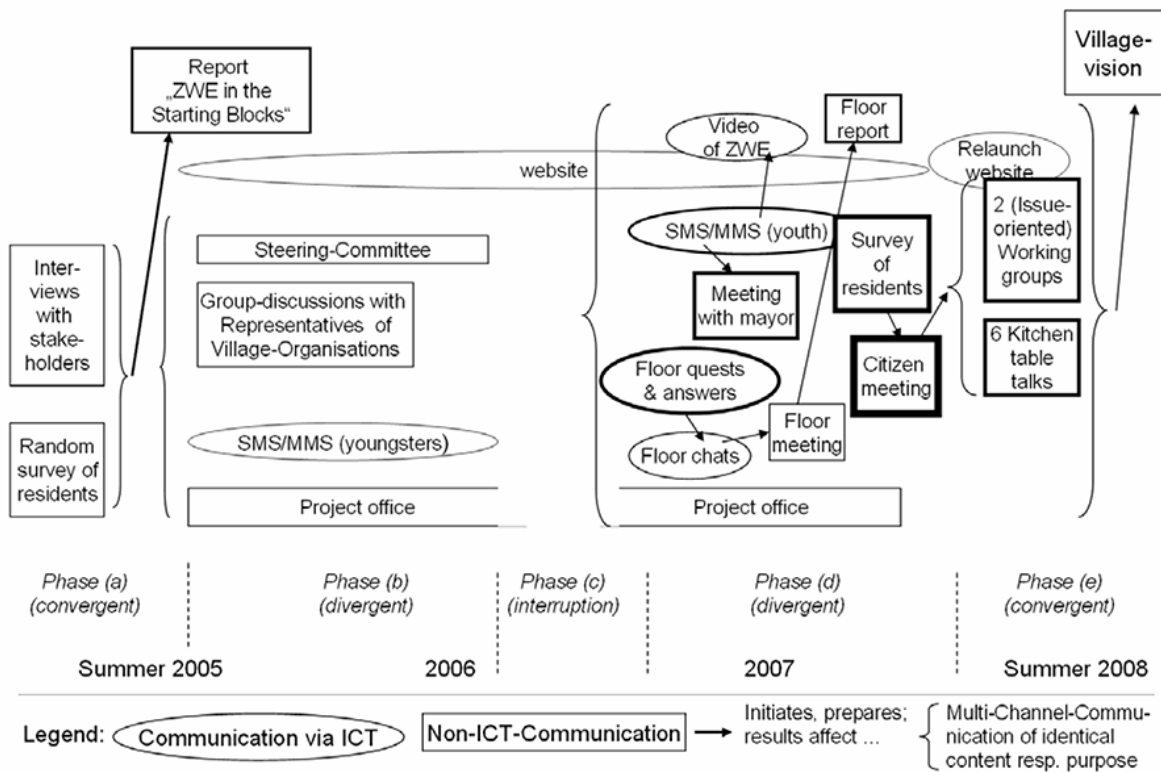 Report
„ZWE in the
Starting Blocks“
Village-
vision
Video
of ZWE
Floor
report
website
Relaunch
website
Inter-
views
with
stake-
holders
Random
survey of
residents
Steering-Committee
Group-discussions with
Representatives of
Village-Organisations
SMS/MMS (youngsters)
Project office
SMS/MMS (youth)
Meeting
with mayor
Survey
of
residents
Floor quests
& answers
Citizen
meeting
Floor chats
Floor
meeting
Project office
2 (Issue-
oriented)
Working
groups
6 Kitchen
table
talks
Phase (a)
(convergent)
Phase (b)
(divergent)
Phase (c)
(interruption)
Phase (d)
(divergent)
Phase (e)
(convergent)
Summer 2005
2006
2007
Summer 2008
Legend:
Communication via ICT
Non-ICT-Communication
Initiates, prepares;
results affect ...
Multi-Channel-Commu-
nication of identical
content resp. purpose